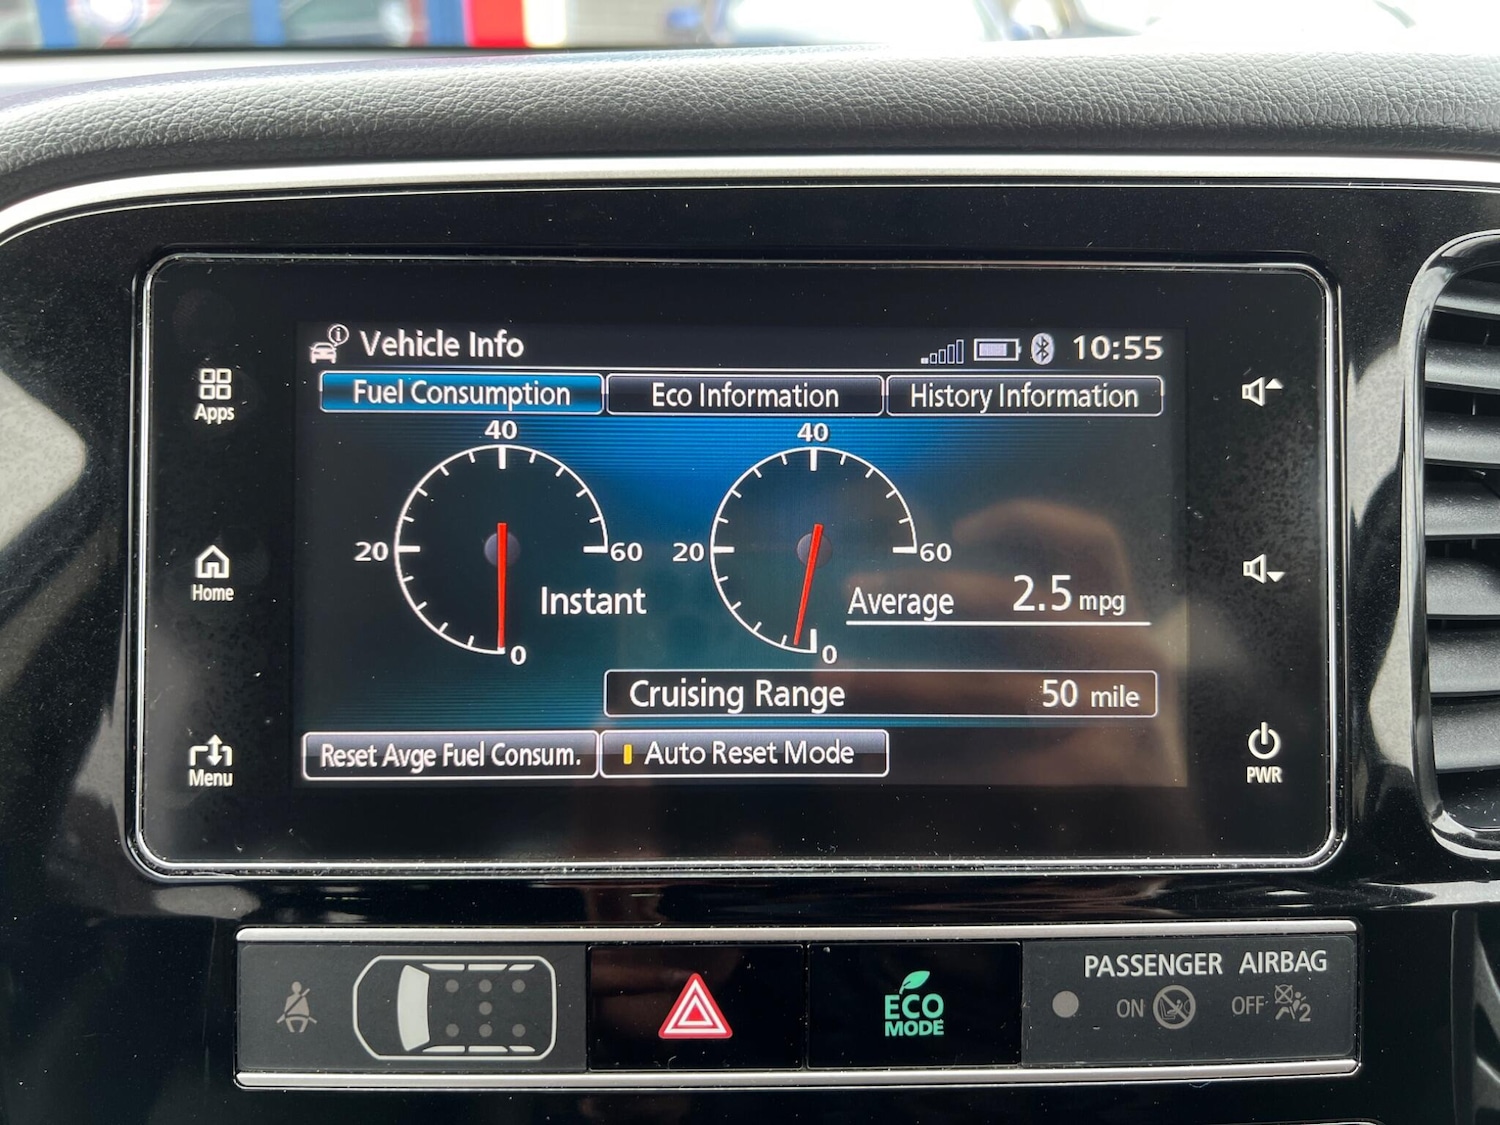 Vehicle Info 10:55
Fuel Consumption Eco Information History Information
Apps
40 40
20 60 20 60
Home
Instant Average 2.5 mpg
0 0
Cruising Range 50 mile
Menu
Reset Avge Fuel Consum. Auto Reset Mode
PWR
PASSENGER AIRBAG
ON OFF 2
ECO
MODE